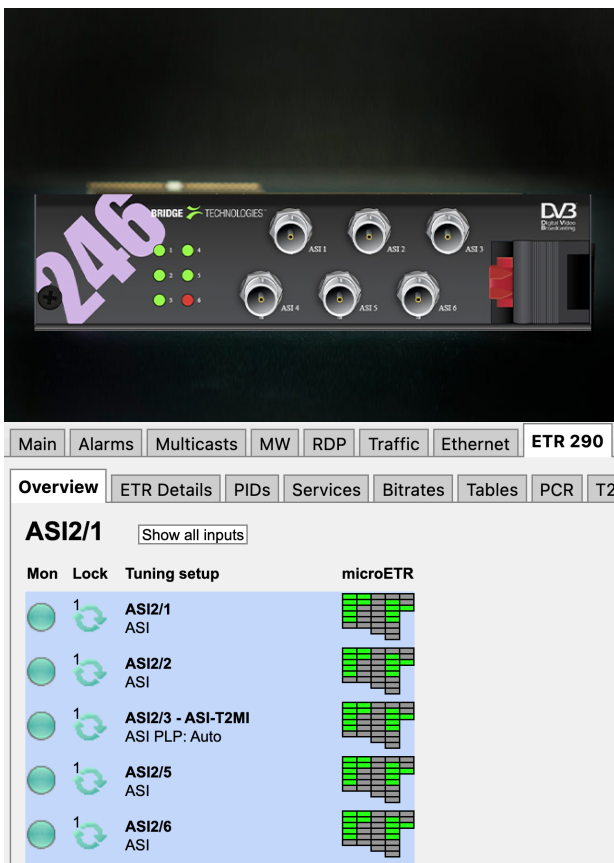 246
BRIDGE TECHNOLOGIES
DVB
Digital Video
Broadcasting
ASI 1
ASI 2
ASI 3
1 4
2
3 6
ASI 4
ASI 5
ASI 6
Main Alarms Multicasts MW RDP Traffic Ethernet ETR 290
Overview ETR Details PIDs Services Bitrates Tables PCR T2
ASI2/1 Show all inputs
Mon Lock Tuning setup microETR
1 ASI2/1
ASI
1 ASI2/2
ASI
1 ASI2/3 - ASI-T2MI
ASI PLP: Auto
1 ASI2/5
ASI
1 ASI2/6
ASI